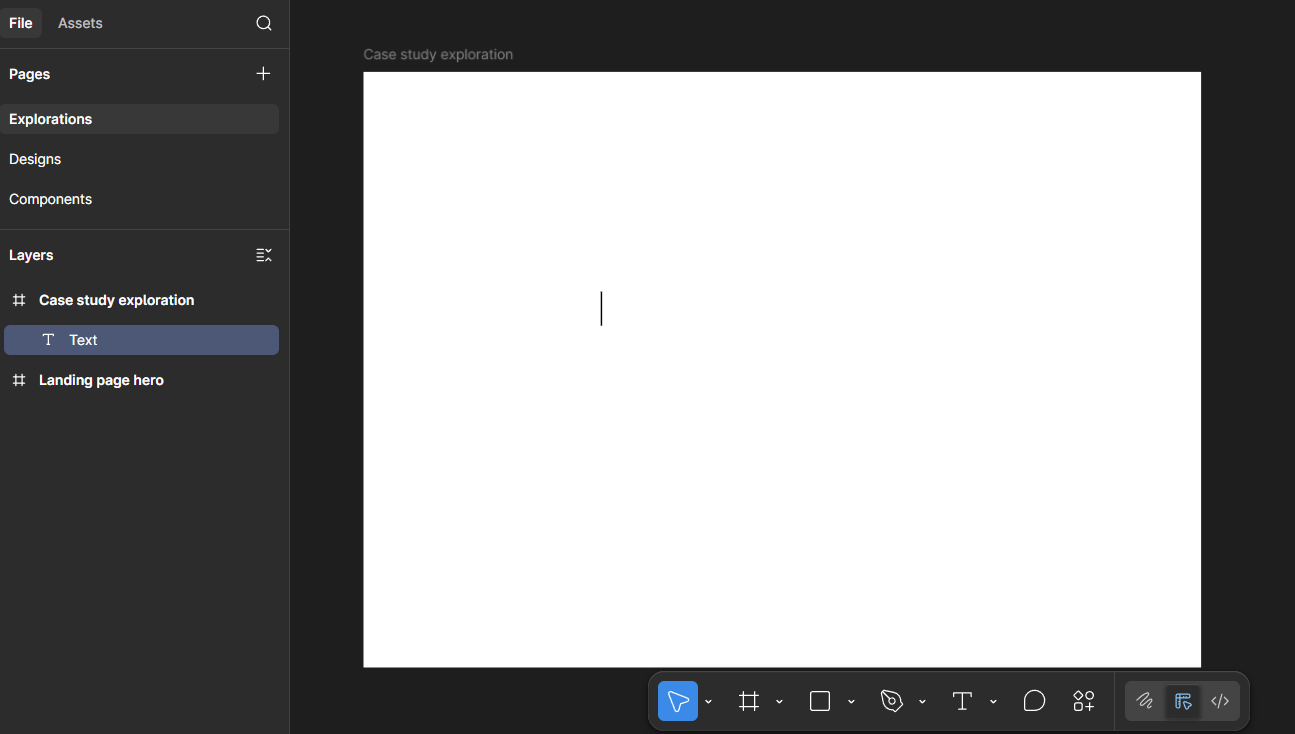 File
Assets
Case study exploration
Pages
Explorations
Designs
Components
Layers
Case study exploration
Text
Landing page hero